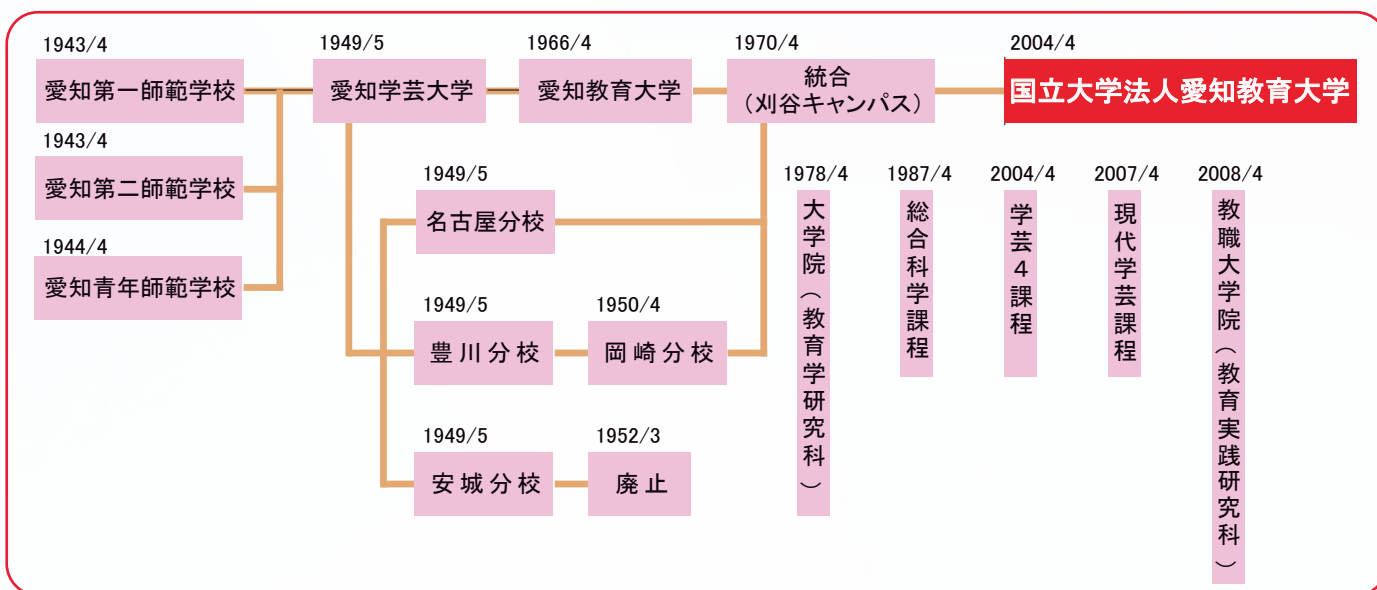 1943/4
愛知第一師範学校
1949/5
愛知学芸大学
1966/4
愛知教育大学
1970/4
統合
（刈谷キャンパス）
2004/4
国立大学法人愛知教育大学
1943/4
愛知第二師範学校
1944/4
愛知青年師範学校
1949/5
名古屋分校
1949/5
豊川分校
1950/4
岡崎分校
1949/5
安城分校
1952/3
廃止
1978/4
大学院（教育学研究科）
1987/4
総合科学課程
2004/4
学芸４課程
2007/4
現代学芸課程
2008/4
教職大学院（教育実践研究科）